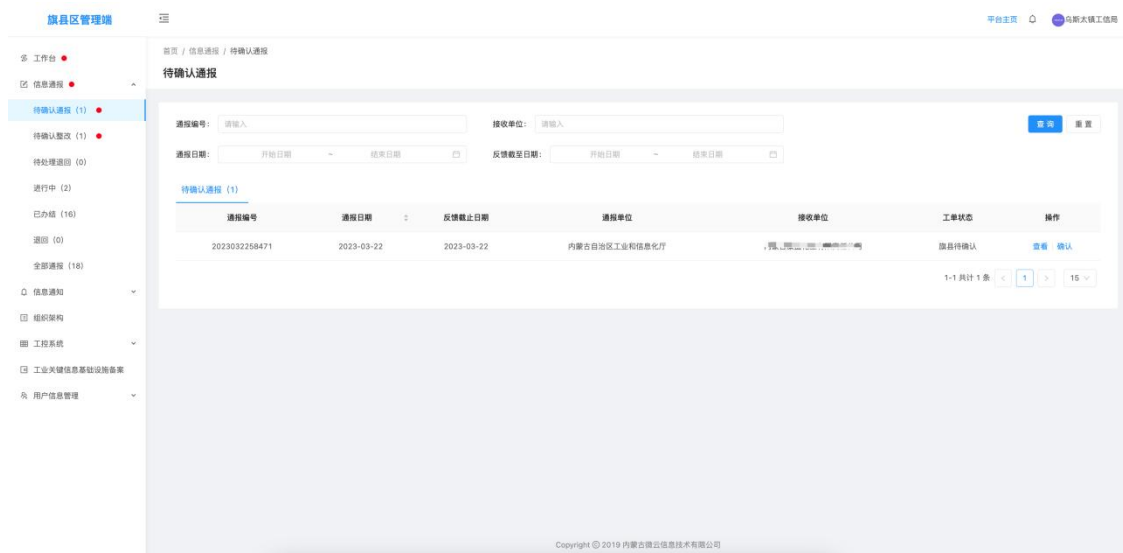 旗县区管理端
平台主页
乌斯太镇工信局
工作台
首页 / 信息通报 / 待确认通报
信息通报
待确认通报
待确认通报 (1)
待确认整改 (1)
待处理退回 (0)
进行中 (2)
已办结 (16)
退回 (0)
全部通报 (18)
信息通知
组织架构
工控系统
工业关键信息基础设施备案
用户信息管理
通报编号: 请输入 接收单位: 请输入 查 询 重 置
通报日期: 开始日期 ~ 结束日期 反馈截至日期: 开始日期 ~ 结束日期
待确认通报 (1)
通报编号 通报日期 反馈截止日期 通报单位 接收单位 工单状态 操作
2023032258471 2023-03-22 2023-03-22 内蒙古自治区工业和信息化厅 旗县待确认 查看 确认
1-1 共计 1 条 < 1 > 15
Copyright © 2019 内蒙古微云信息技术有限公司